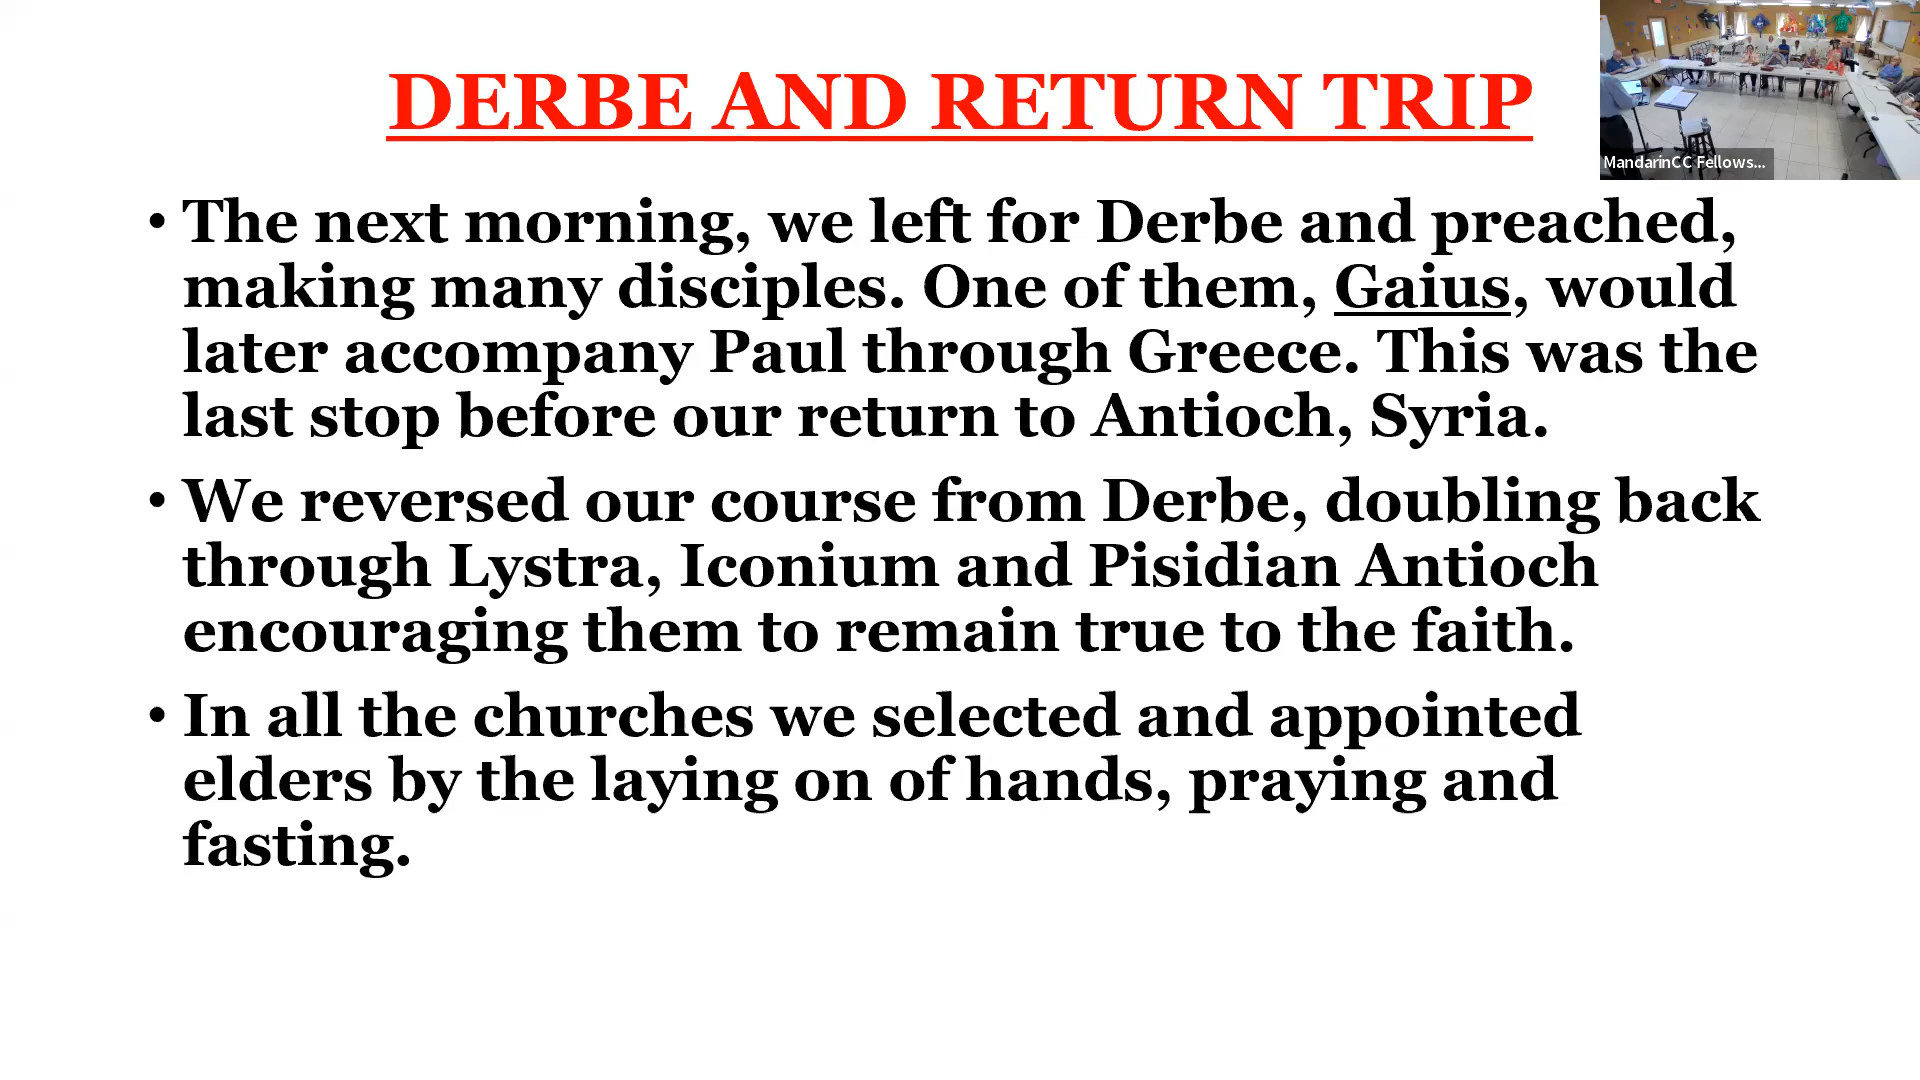 DERBE AND RETURN TRIP
MandarinCC Fellows...
• The next morning, we left for Derbe and preached,
making many disciples. One of them, Gaius, would
later accompany Paul through Greece. This was the
last stop before our return to Antioch, Syria.
• We reversed our course from Derbe, doubling back
through Lystra, Iconium and Pisidian Antioch
encouraging them to remain true to the faith.
• In all the churches we selected and appointed
elders by the laying on of hands, praying and
fasting.